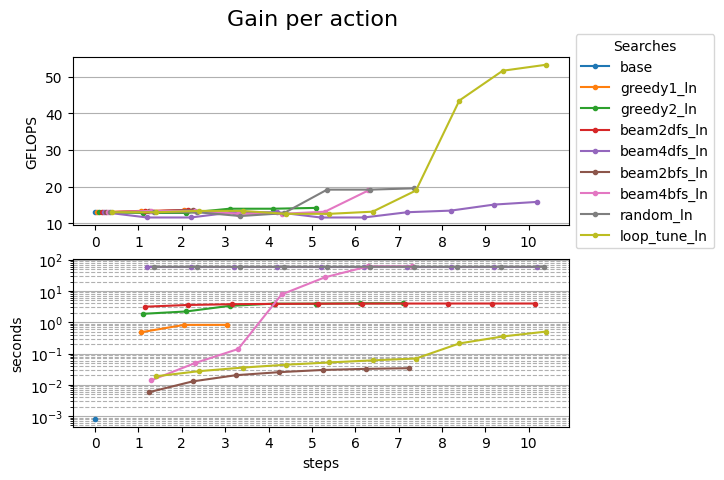 Gain per action
GFLOPS
50
40
30
20
10
0 1 2 3 4 5 6 7 8 9 10
Searches
base
greedy1_ln
greedy2_ln
beam2dfs_ln
beam4dfs_ln
beam2bfs_ln
beam4bfs_ln
random_ln
loop_tune_ln
seconds
10²
10¹
10⁰
10⁻¹
10⁻²
10⁻³
0 1 2 3 4 5 6 7 8 9 10
steps